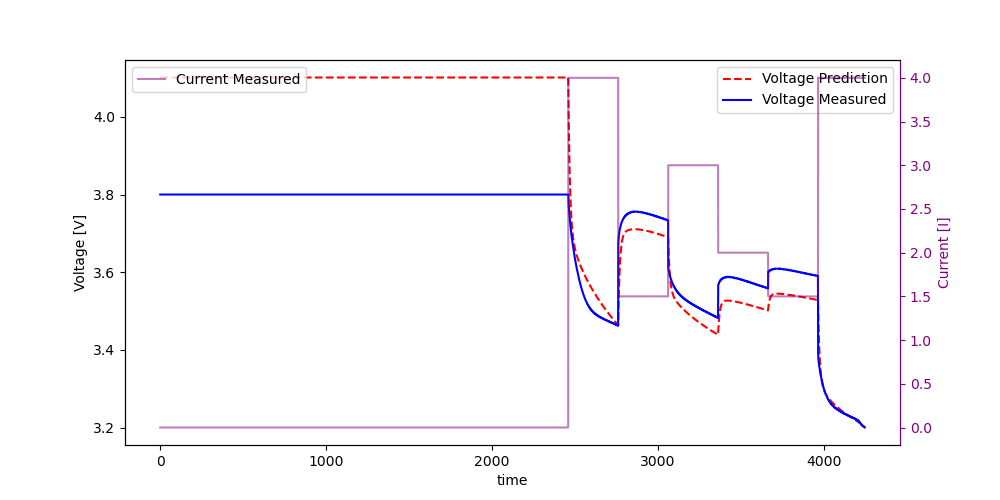 Current Measured
Voltage Prediction
Voltage Measured
4.0
3.8
3.6
3.4
3.2
Voltage [V]
4.0
3.5
3.0
2.5
2.0
1.5
1.0
0.5
0.0
Current [I]
0 1000 2000 3000 4000
time